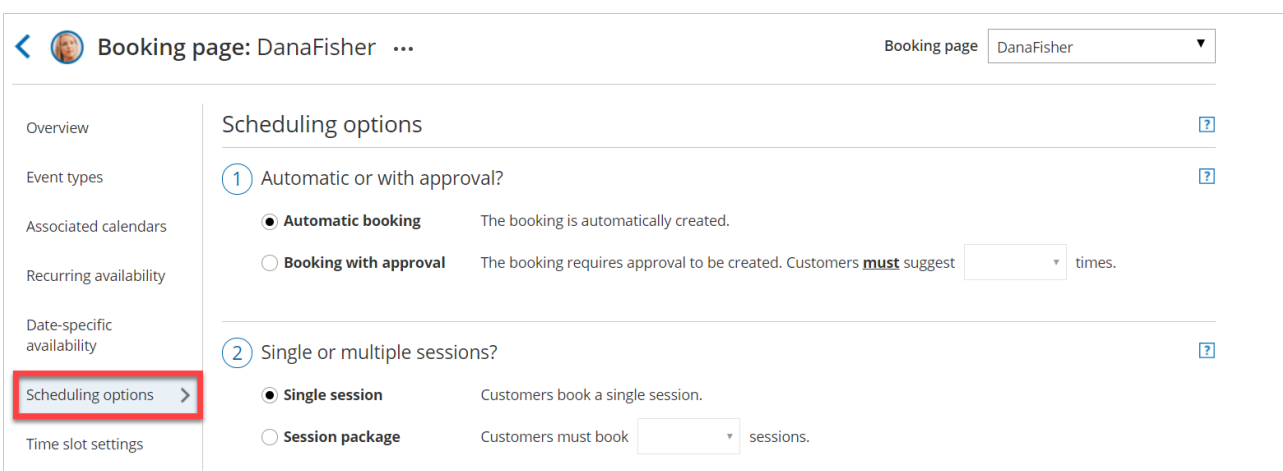 Booking page: DanaFisher ...
Booking page DanaFisher
Overview
Event types
Associated calendars
Recurring availability
Date-specific
availability
Scheduling options
Time slot settings
Scheduling options ?
1 Automatic or with approval? ?
Automatic booking The booking is automatically created.
Booking with approval The booking requires approval to be created. Customers must suggest times.
2 Single or multiple sessions? ?
Single session Customers book a single session.
Session package Customers must book sessions.